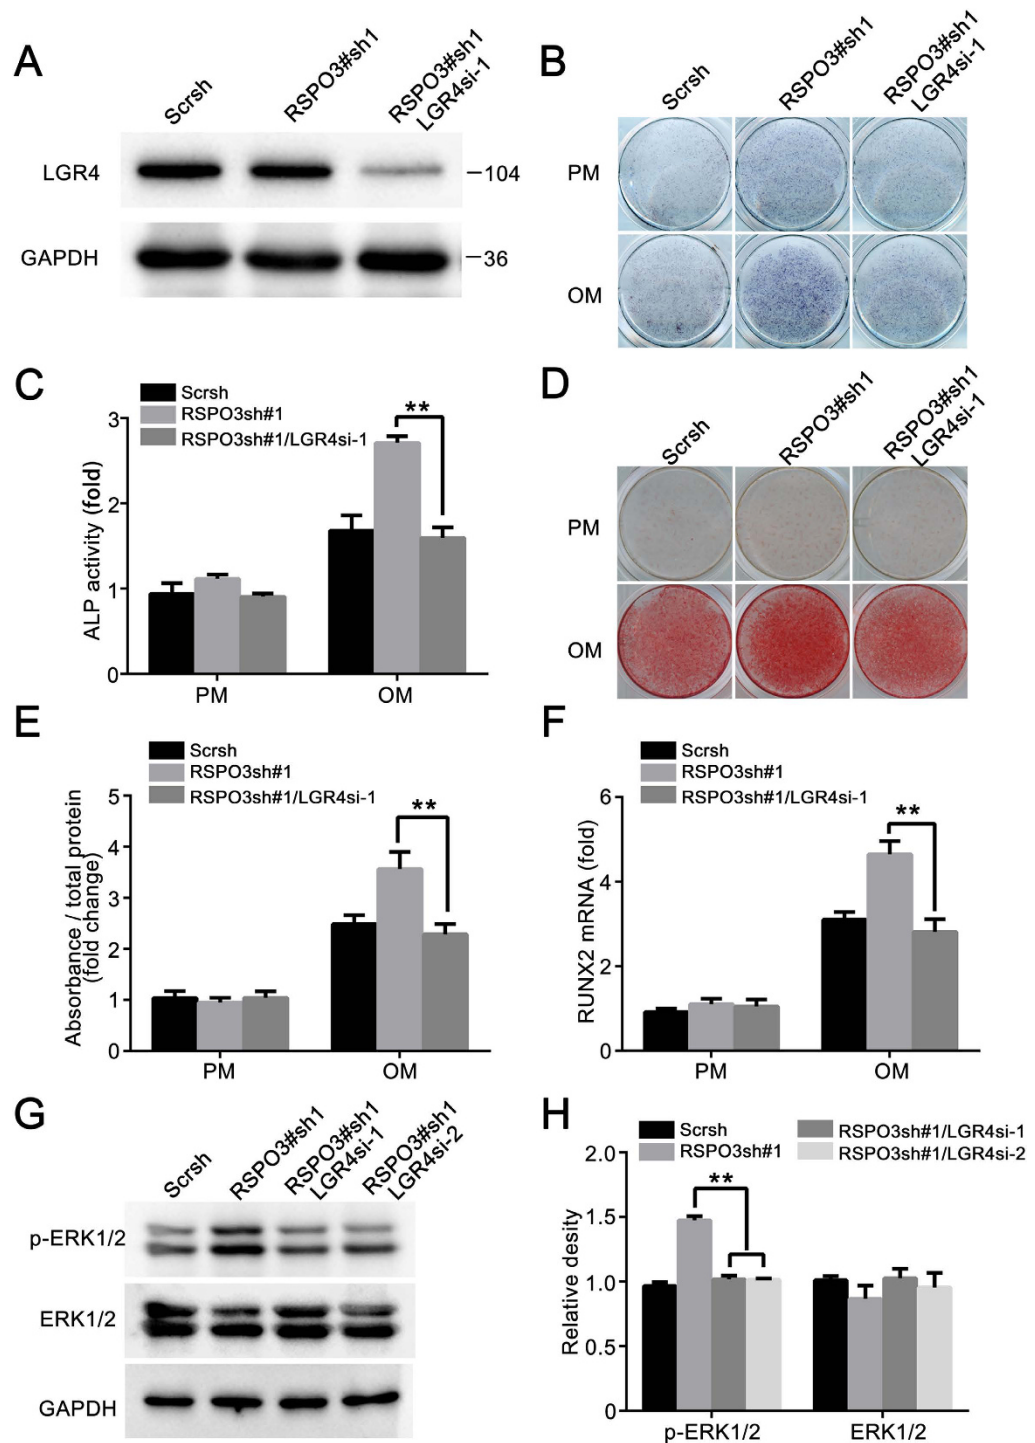 A
Scrsh
RSPO3#sh1
RSPO3#sh1
LGR4si-1
LGR4
104
GAPDH
36
B
Scrsh
RSPO3#sh1
RSPO3#sh1
LGR4si-1
PM
OM
C
Scrsh
RSPO3sh#1
RSPO3sh#1/LGR4si-1
**
3
2
1
0
ALP activity (fold)
PM
OM
D
Scrsh
RSPO3#sh1
RSPO3#sh1
LGR4si-1
PM
OM
E
Scrsh
RSPO3sh#1
RSPO3sh#1/LGR4si-1
**
5
4
3
2
1
0
Absorbance / total protein
(fold change)
PM
OM
F
Scrsh
RSPO3sh#1
RSPO3sh#1/LGR4si-1
**
6
4
2
0
RUNX2 mRNA (fold)
PM
OM
G
Scrsh
RSPO3#sh1
RSPO3#sh1
LGR4si-1
RSPO3#sh1
LGR4si-2
p-ERK1/2
ERK1/2
GAPDH
H
Scrsh
RSPO3sh#1
RSPO3sh#1/LGR4si-1
RSPO3sh#1/LGR4si-2
**
2.0
1.5
1.0
0.5
0
Relative desity
p-ERK1/2
ERK1/2